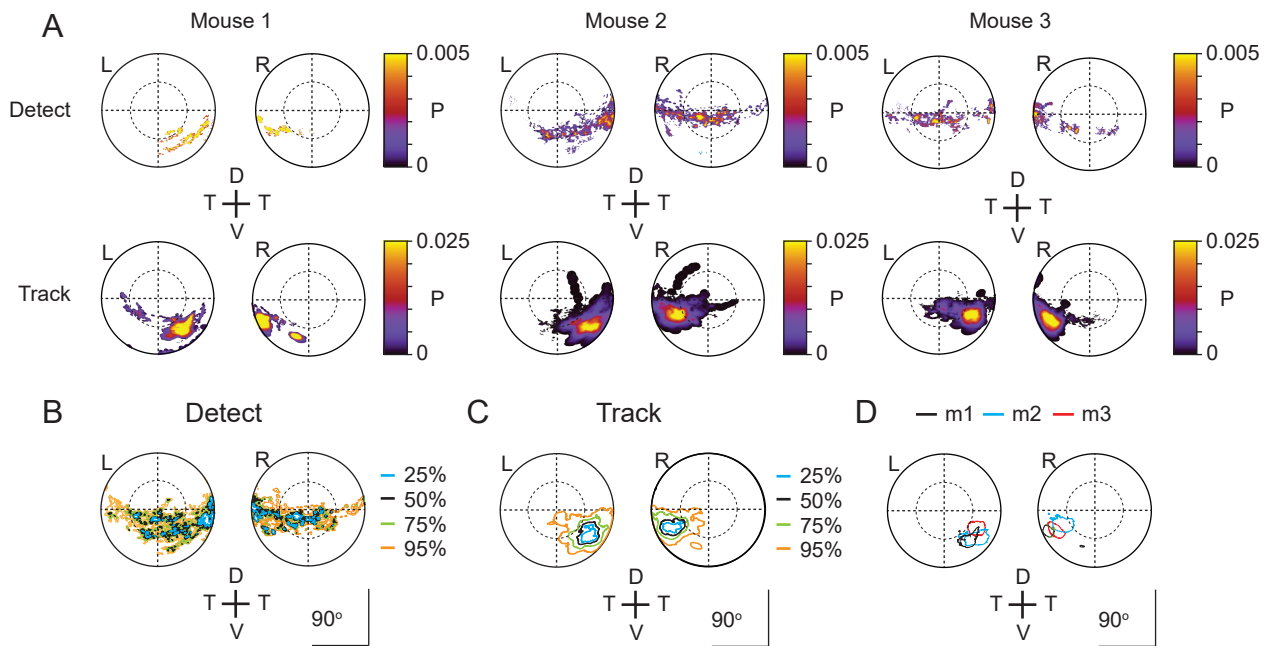 A
Mouse 1
Mouse 2
Mouse 3
Detect
L
R
0.005
P
0
L
R
0.005
P
0
L
R
0.005
P
0
D
T T
V
D
T T
V
D
T T
V
Track
L
R
0.025
P
0
L
R
0.025
P
0
L
R
0.025
P
0
B
Detect
L
R
25%
50%
75%
95%
D
T T
V
90°
C
Track
L
R
25%
50%
75%
95%
D
T T
V
90°
D
m1 m2 m3
L
R
D
T T
V
90°